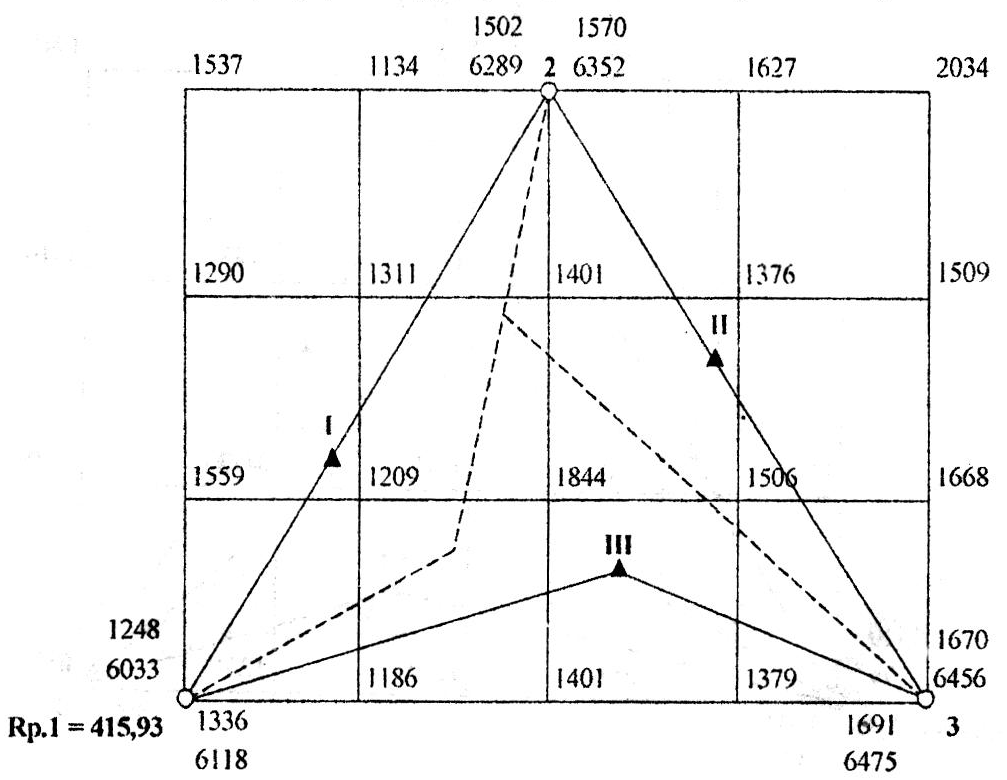 1502 1570
1537 1134 6289 2 6352 1627 2034
1290 1311 1401 1376 1509
II
I
1559 1209 1844 1506 1668
III
1248 1670
6033 1186 1401 1379 6456
Rp.1 = 415,93 1336 1691 3
6118 6475